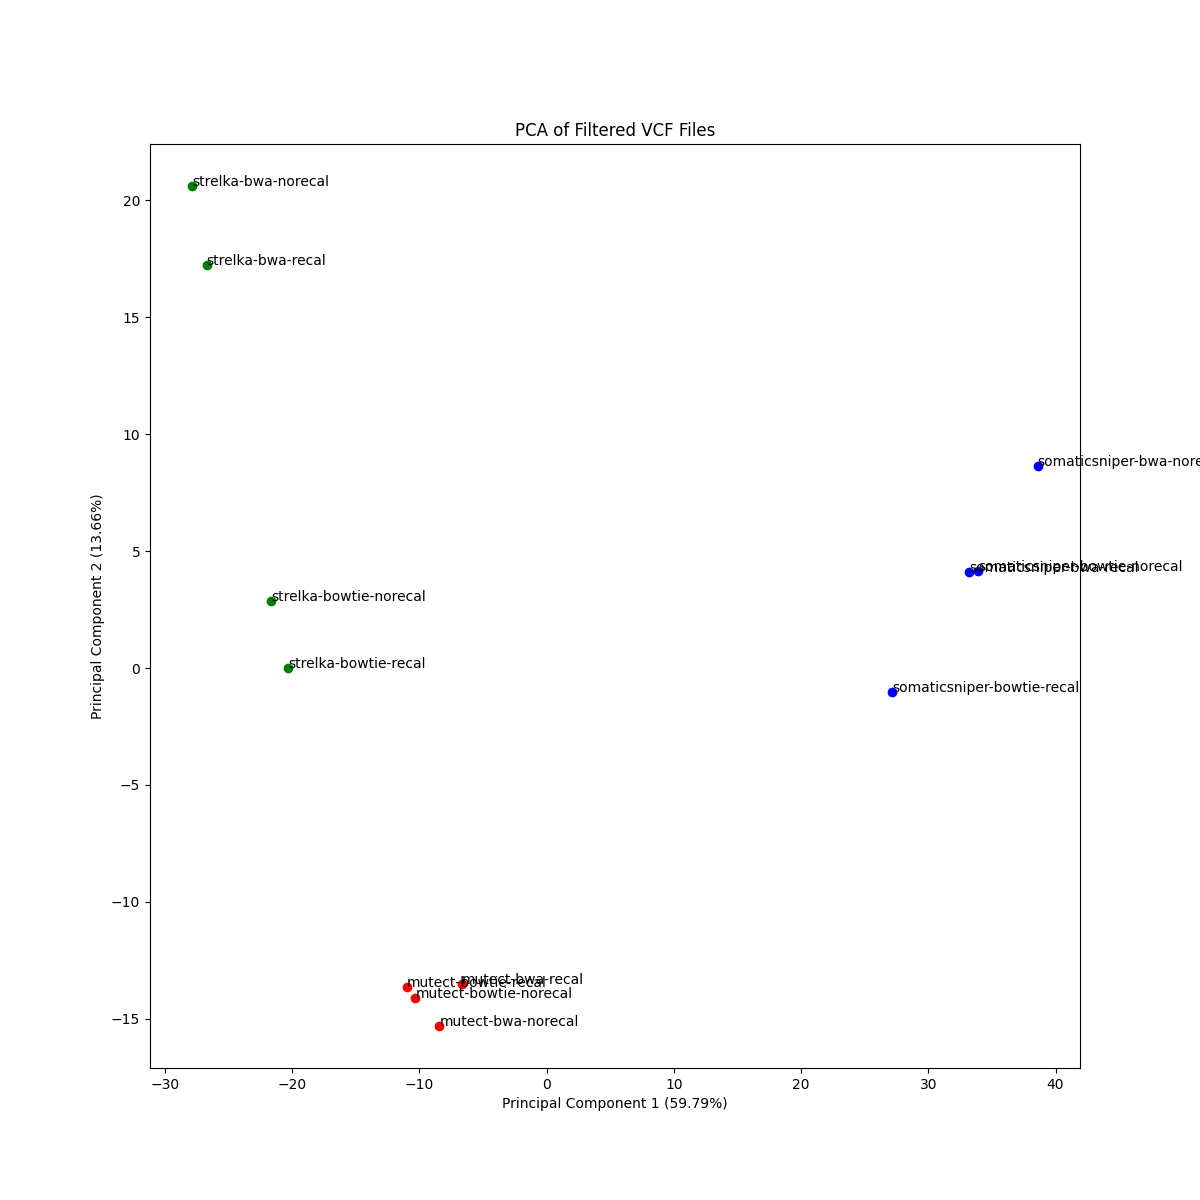 PCA of Filtered VCF Files
strelka-bwa-norecal
20
strelka-bwa-recal
15
10
somaticsniper-bwa-nore
5
somaticsniper-bowtie-norecal
somaticsniper-bwa-recal
strelka-bowtie-norecal
strelka-bowtie-recal
0
somaticsniper-bowtie-recal
−5
−10
mutect-bwa-recal
mutect-bowtie-recal
mutect-bowtie-norecal
−15
mutect-bwa-norecal
Principal Component 2 (13.66%)
−30 −20 −10 0 10 20 30 40
Principal Component 1 (59.79%)